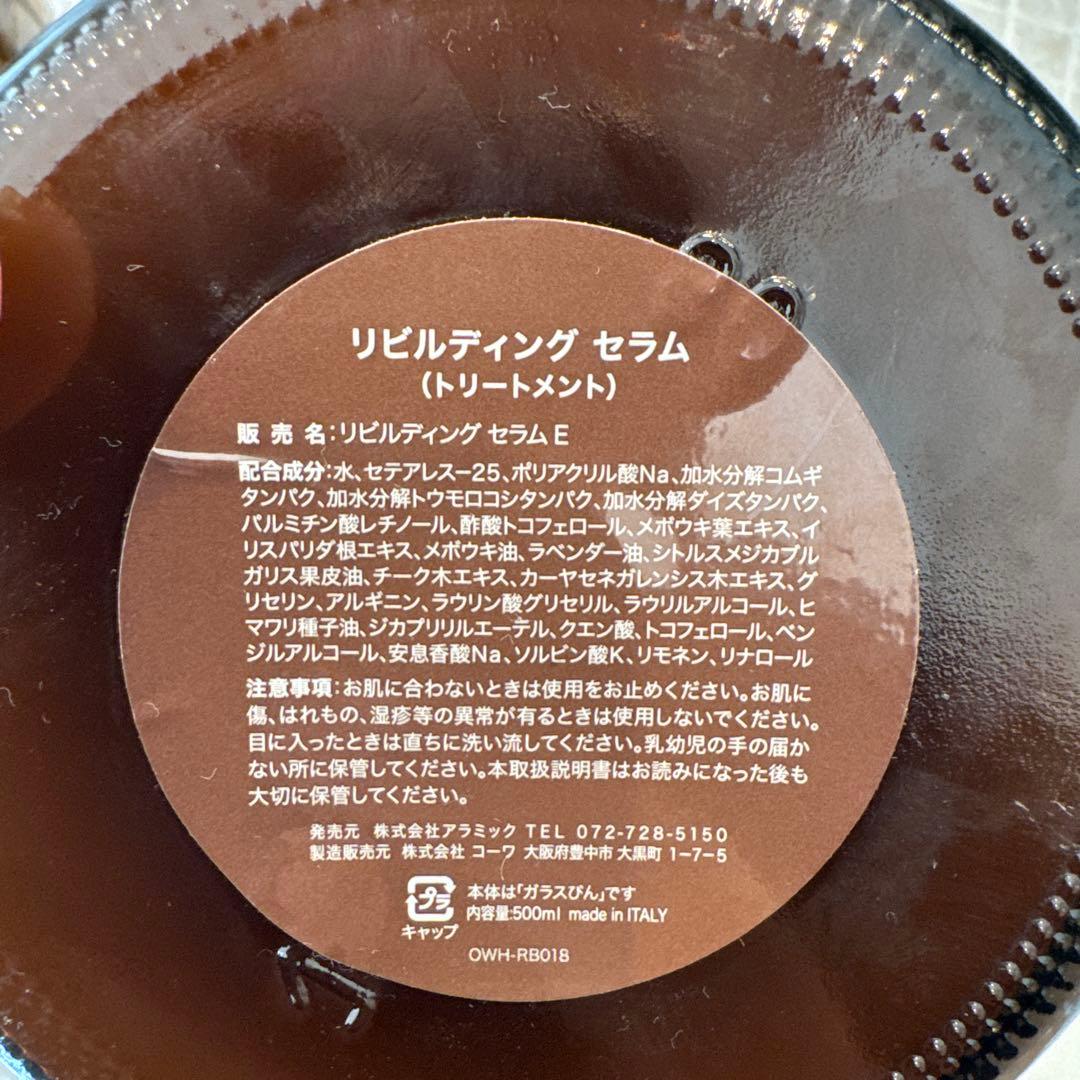 リビルディング セラム
(トリートメント)
販売名:リビルディング セラム E
配合成分:水、セテアレスー25、ポリアクリル酸Na、加水分解コムギ
タンパク、加水分解トウモロコシタンパク、加水分解ダイズタンパク、
パルミチン酸レチノール、酢酸トコフェロール、メボウキ葉エキス、イ
リスパリダ根エキス、メボウキ油、ラベンダー油、シトルスメジカブル
ガリス果皮油、チーク木エキス、カーヤセネガレンシス木エキス、グ
リセリン、アルギニン、ラウリン酸グリセリル、ラウリルアルコール、ヒ
マワリ種子油、ジカプリリルエーテル、クエン酸、トコフェロール、ベン
ジルアルコール、安息香酸Na、ソルビン酸K、リモネン、リナロール
注意事項:お肌に合わないときは使用をお止めください。お肌に
傷、はれもの、湿疹等の異常が有るときは使用しないでください。
目に入ったときは直ちに洗い流してください。乳幼児の手の届か
ない所に保管してください。本取扱説明書はお読みになった後も
大切に保管してください。
発売元 株式会社アラミック TEL 072-728-5150
製造販売元 株式会社 コーワ 大阪府豊中市 大黒町 1-7-5
プラ
キャップ
本体は「ガラスびん」です
内容量:500ml made in ITALY
OWH-RB018